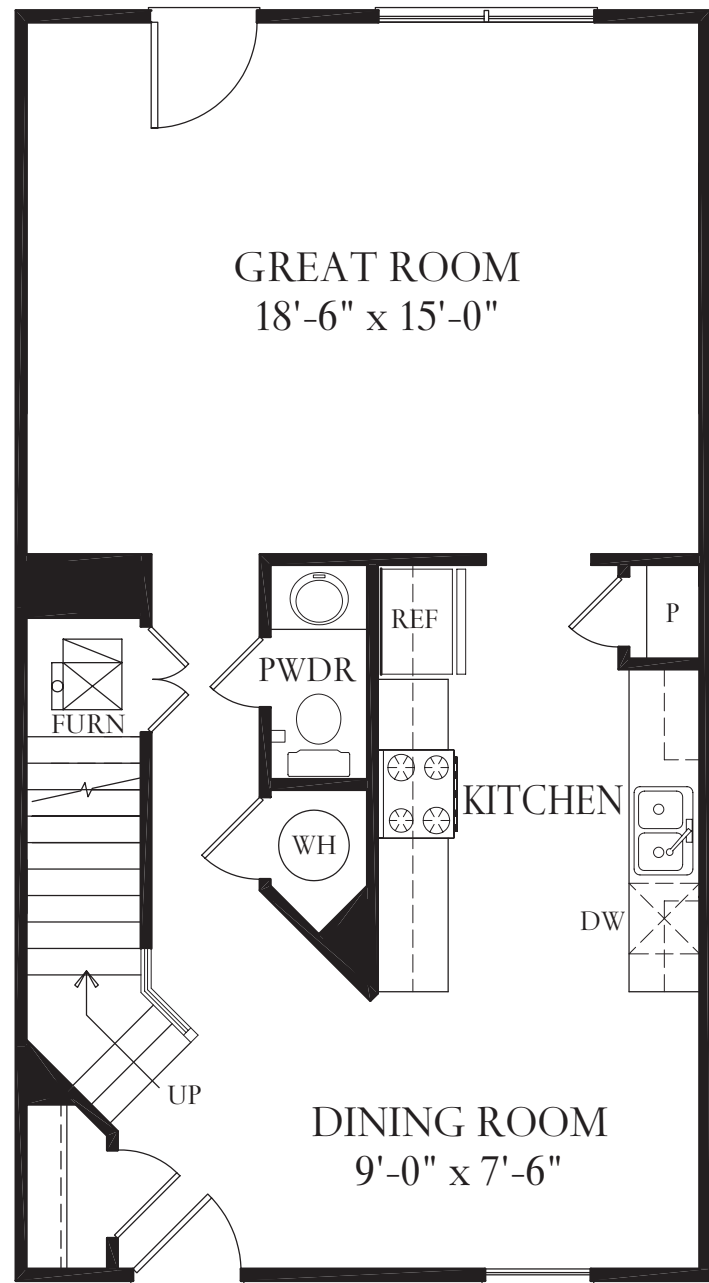 GREAT ROOM
18'-6" x 15'-0"
REF
P
PWDR
FURN
KITCHEN
WH
DW
UP
DINING ROOM
9'-0" x 7'-6"